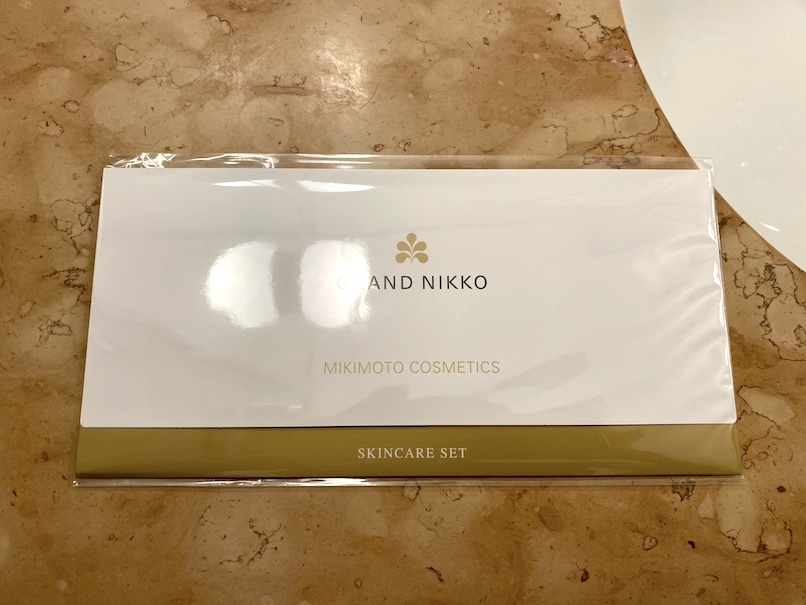 GRAND NIKKO
MIKIMOTO COSMETICS
SKINCARE SET